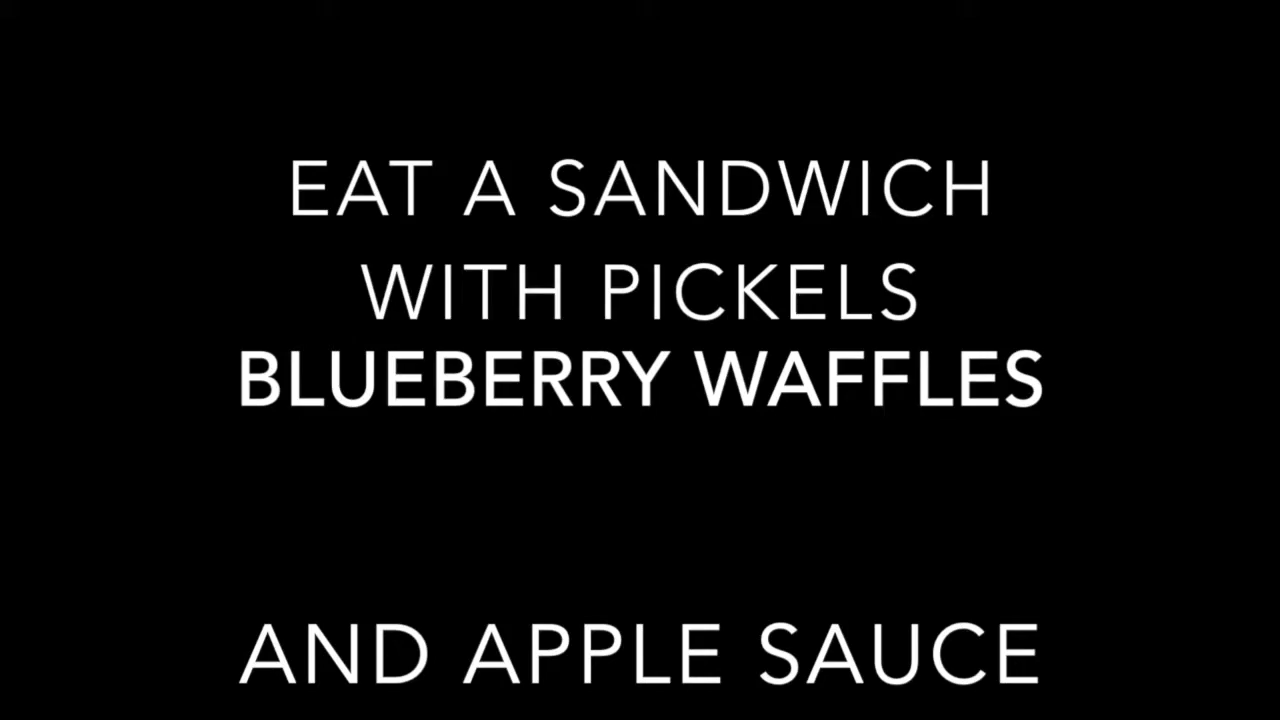 EAT A SANDWICH
WITH PICKELS
BLUEBERRY WAFFLES
AND APPLE SAUCE